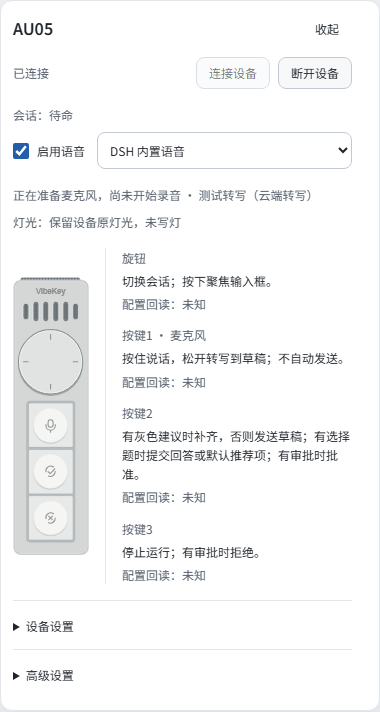 AU05
收起
已连接
连接设备
断开设备
会话：待命
启用语音
DSH 内置语音
正在准备麦克风，尚未开始录音 · 测试转写（云端转写）
灯光：保留设备原灯光，未写灯
VibeKey
旋钮
切换会话；按下聚焦输入框。
配置回读：未知
按键1 · 麦克风
按住说话，松开转写到草稿；不自动发送。
配置回读：未知
按键2
有灰色建议时补齐，否则发送草稿；有选择
题时提交回答或默认推荐项；有审批时批
准。
配置回读：未知
按键3
停止运行；有审批时拒绝。
配置回读：未知
设备设置
高级设置